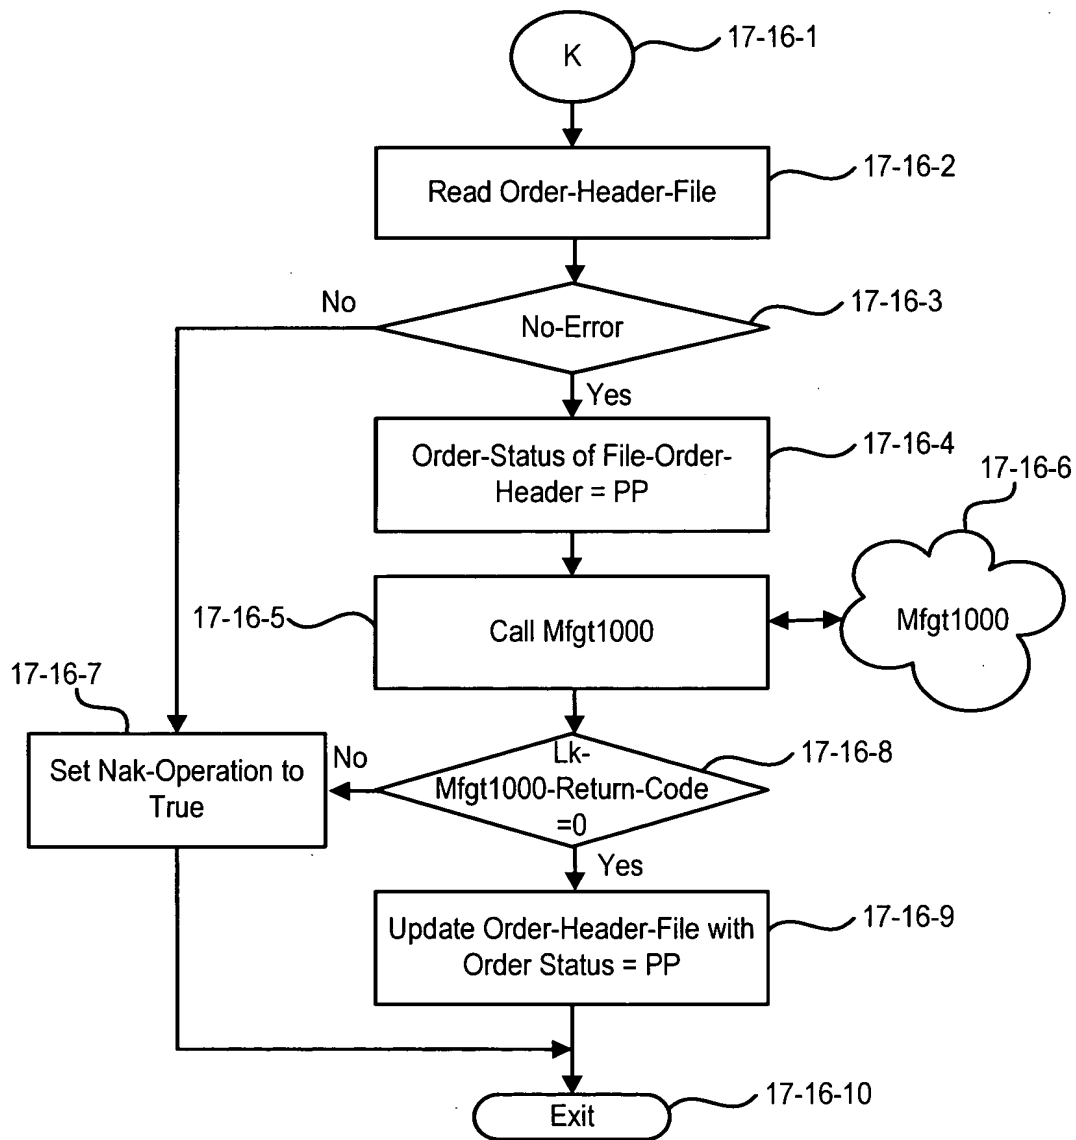 K
17-16-1
Read Order-Header-File
17-16-2
No
No-Error
17-16-3
Yes
Order-Status of File-Order-
Header = PP
17-16-4
17-16-6
17-16-5
Call Mfgt1000
Mfgt1000
17-16-7
Set Nak-Operation to
True
No
Lk-
Mfgt1000-Return-Code
=0
17-16-8
Yes
Update Order-Header-File with
Order Status = PP
17-16-9
Exit
17-16-10